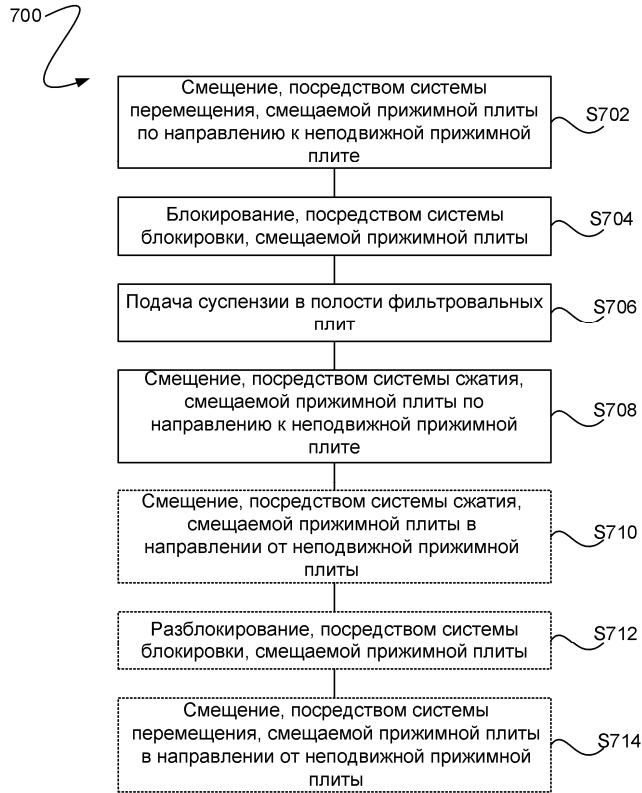 700
Смещение, посредством системы
перемещения, смещаемой прижимной плиты
по направлению к неподвижной прижимной
плите
S702
Блокирование, посредством системы
блокировки, смещаемой прижимной плиты
S704
Подача суспензии в полости фильтровальных
плит
S706
Смещение, посредством системы сжатия,
смещаемой прижимной плиты по
направлению к неподвижной прижимной
плите
S708
Смещение, посредством системы сжатия,
смещаемой прижимной плиты в
направлении от неподвижной прижимной
плиты
S710
Разблокирование, посредством системы
блокировки, смещаемой прижимной плиты
S712
Смещение, посредством системы
перемещения, смещаемой прижимной плиты
в направлении от неподвижной прижимной
плиты
S714